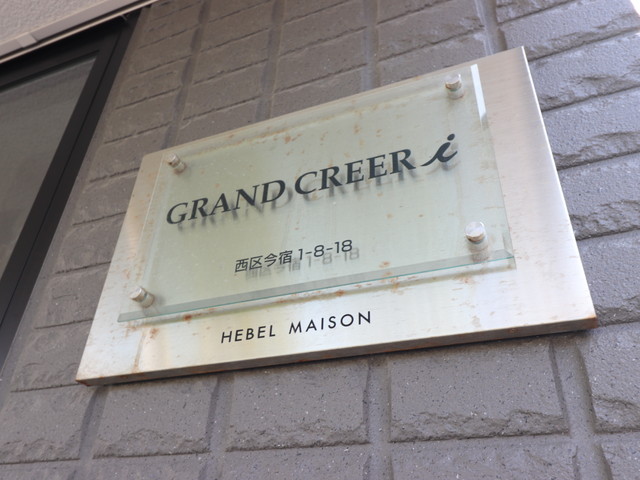 GRAND CREER i
西区今宿1-8-18
HEBEL MAISON